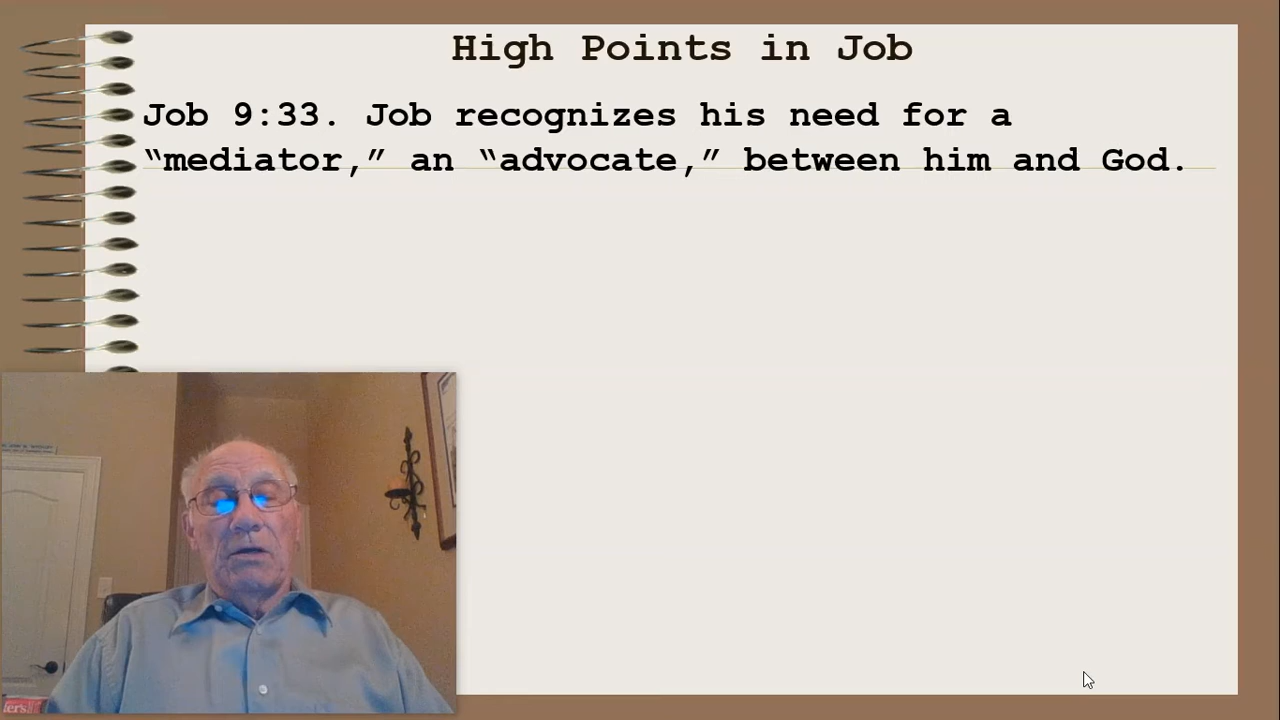 High Points in Job
Job 9:33. Job recognizes his need for a
“mediator,” an “advocate,” between him and God.